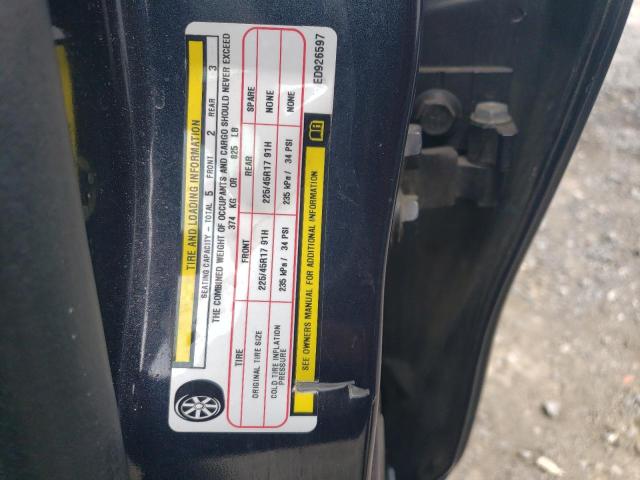 TIRE AND LOADING INFORMATION
SEATING CAPACITY - TOTAL 5 FRONT 2 REAR 3
THE COMBINED WEIGHT OF OCCUPANTS AND CARGO SHOULD NEVER EXCEED
374 KG OR 825 LB
TIRE FRONT REAR SPARE
ORIGINAL TIRE SIZE 225/45R17 91H 225/45R17 91H NONE
COLD TIRE INFLATION PRESSURE 235 kPa / 34 PSI 235 kPa / 34 PSI NONE
SEE OWNERS MANUAL FOR ADDITIONAL INFORMATION
ED926597